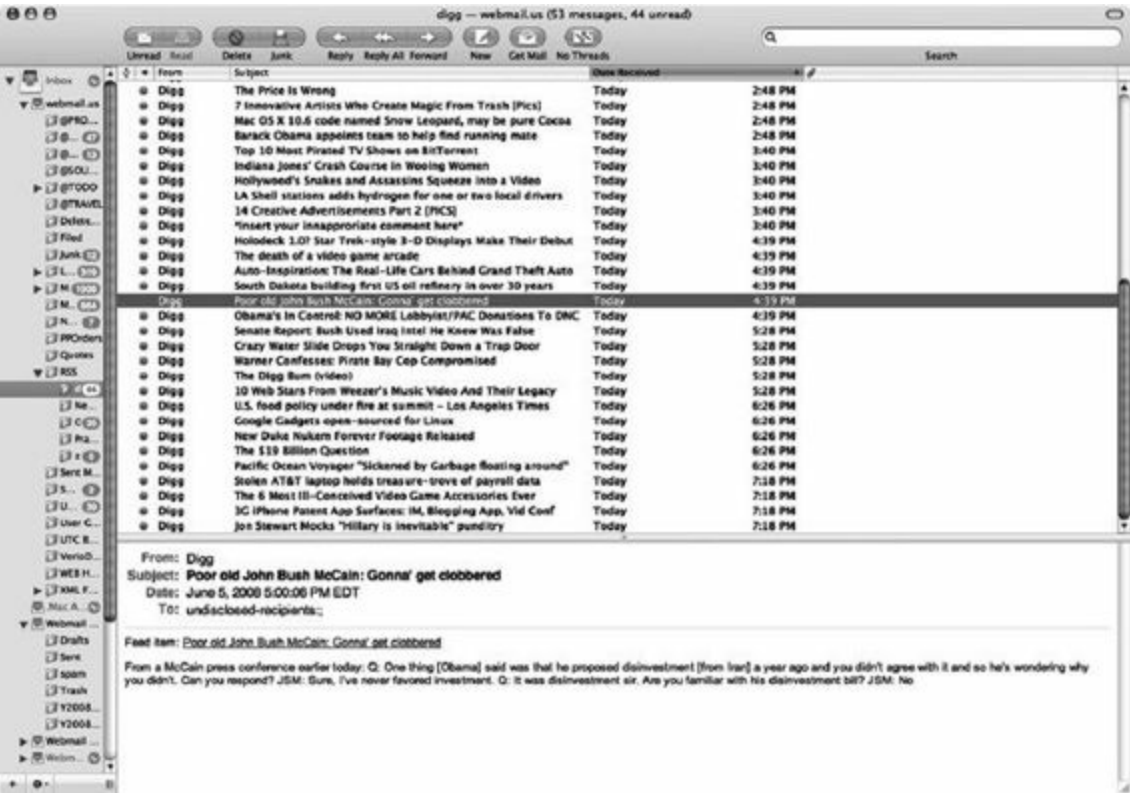 digg — webmail.us (53 messages, 44 unread)
Unread Read Delete Junk Reply Reply All Forward New Get Mail No Threads Search
Inbox
From Subject Date Received
webmail.us
@PRO...
@...
@...
@SOU...
@TODO
@TRAVEL
Delete...
Filed
Junk
L...
M
M...
N...
PPOrders
Quotes
RSS
d
Ne...
C
Pra...
Sent M...
S...
U...
User G...
UTC B...
VerioD...
WEB H...
XML F...
.Mac A...
Webmail ...
Drafts
Sent
spam
Trash
Y2008...
Y2008...
Webmail ...
Webm...
Digg The Price Is Wrong Today 2:48 PM
Digg 7 Innovative Artists Who Create Magic From Trash [Pics] Today 2:48 PM
Digg Mac OS X 10.6 code named Snow Leopard, may be pure Cocoa Today 2:48 PM
Digg Barack Obama appoints team to help find running mate Today 2:48 PM
Digg Top 10 Most Pirated TV Shows on BitTorrent Today 3:40 PM
Digg Indiana Jones' Crash Course in Wooing Women Today 3:40 PM
Digg Hollywood's Snakes and Assassins Squeeze into a Video Today 3:40 PM
Digg LA Shell stations adds hydrogen for one or two local drivers Today 3:40 PM
Digg 14 Creative Advertisements Part 2 [PICS] Today 3:40 PM
Digg *insert your innapproriate comment here* Today 3:40 PM
Digg Holodeck 1.0? Star Trek-style 3-D Displays Make Their Debut Today 4:39 PM
Digg The death of a video game arcade Today 4:39 PM
Digg Auto-Inspiration: The Real-Life Cars Behind Grand Theft Auto Today 4:39 PM
Digg South Dakota building first US oil refinery in over 30 years Today 4:39 PM
Digg Poor old John Bush McCain: Gonna' get clobbered Today 4:39 PM
Digg Obama's In Control: NO MORE Lobbyist/PAC Donations To DNC Today 4:39 PM
Digg Senate Report: Bush Used Iraq Intel He Knew Was False Today 5:28 PM
Digg Crazy Water Slide Drops You Straight Down a Trap Door Today 5:28 PM
Digg Warner Confesses: Pirate Bay Cop Compromised Today 5:28 PM
Digg The Digg Bum (video) Today 5:28 PM
Digg 10 Web Stars From Weezer's Music Video And Their Legacy Today 5:28 PM
Digg U.S. food policy under fire at summit – Los Angeles Times Today 6:26 PM
Digg Google Gadgets open-sourced for Linux Today 6:26 PM
Digg New Duke Nukem Forever Footage Released Today 6:26 PM
Digg The $19 Billion Question Today 6:26 PM
Digg Pacific Ocean Voyager "Sickened by Garbage floating around" Today 6:26 PM
Digg Stolen AT&T laptop holds treasure-trove of payroll data Today 7:18 PM
Digg The 6 Most Ill-Conceived Video Game Accessories Ever Today 7:18 PM
Digg 3G iPhone Patent App Surfaces: IM, Blogging App, Vid Conf Today 7:18 PM
Digg Jon Stewart Mocks "Hillary is inevitable" punditry Today 7:18 PM
From: Digg
Subject: Poor old John Bush McCain: Gonna' get clobbered
Date: June 5, 2008 5:00:06 PM EDT
To: undisclosed-recipients:;
Feed item: Poor old John Bush McCain: Gonna' get clobbered
From a McCain press conference earlier today: Q: One thing [Obama] said was that he proposed disinvestment [from Iran] a year ago and you didn't agree with it and so he's wondering why
you didn't. Can you respond? JSM: Sure, I've never favored investment. Q: It was disinvestment sir. Are you familiar with his disinvestment bill? JSM: No